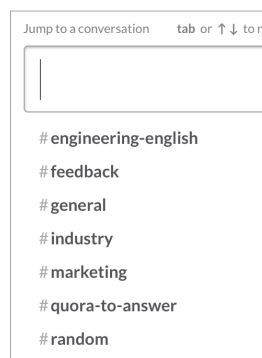 Jump to a conversation tab or ↑ ↓ to
#engineering-english
#feedback
#general
#industry
#marketing
#quora-to-answer
#random